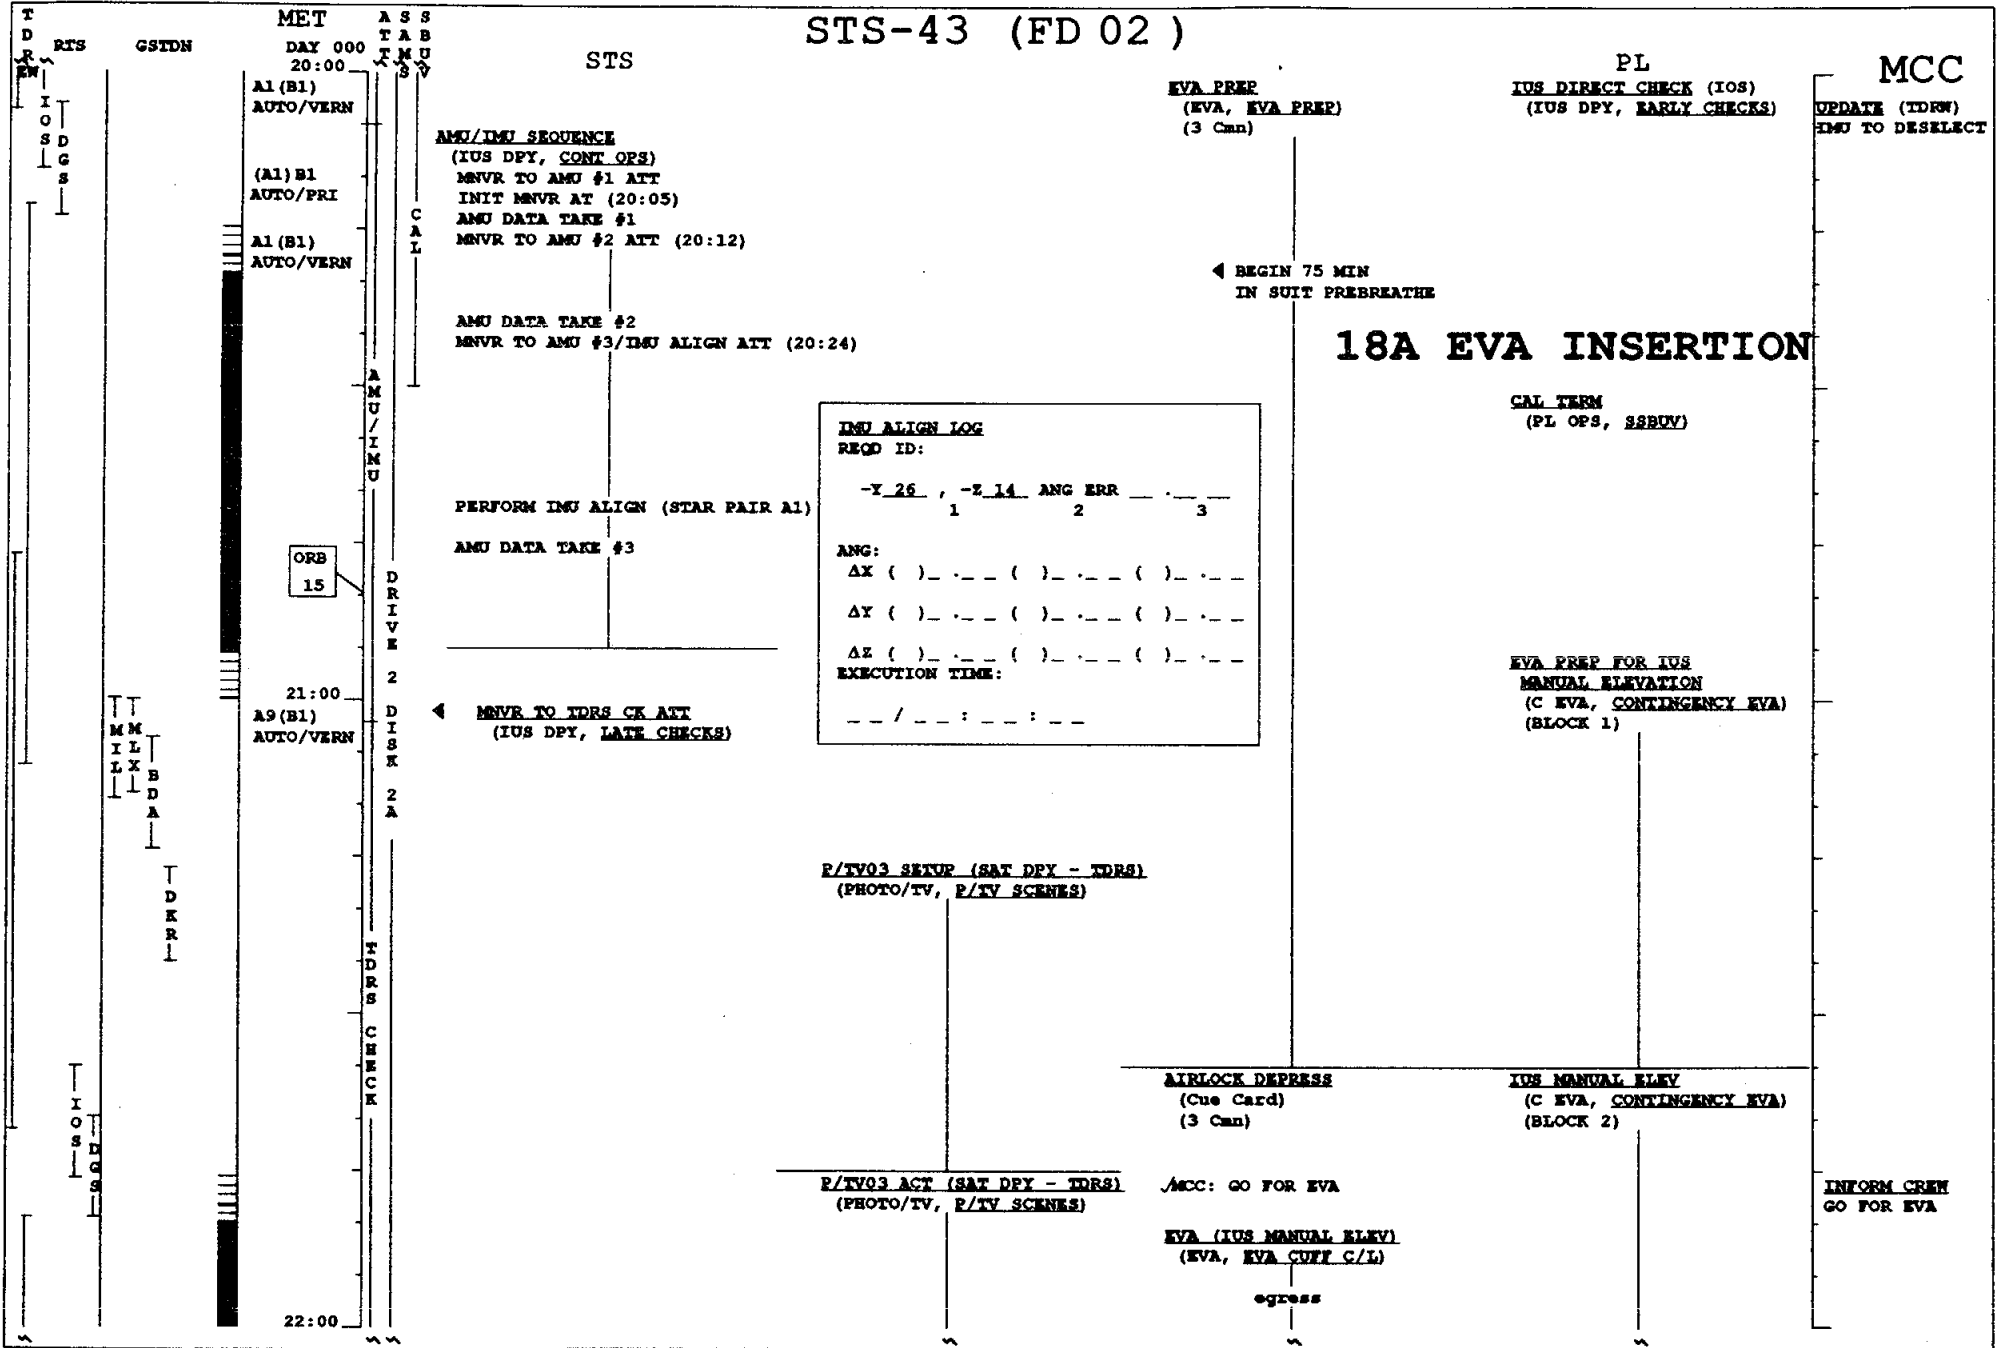 STS-43 (FD 02 )
TDR
EW
RTS
GSTDN
MET
DAY 000
20:00
ATT
SAMS
SBUV
STS
PL
MCC
IOS
DGS
A1(B1)
AUTO/VERN
(A1)B1
AUTO/PRI
A1(B1)
AUTO/VERN
CAL
AMU/IMU
ORB
15
DRIVE 2 DISK 2A
21:00
A9(B1)
AUTO/VERN
MIL
MLX
BDA
DKR
TDRS CHECK
IOS
DGS
22:00
AMU/IMU SEQUENCE
(IUS DPY, CONT OPS)
MNVR TO AMU #1 ATT
INIT MNVR AT (20:05)
AMU DATA TAKE #1
MNVR TO AMU #2 ATT (20:12)
AMU DATA TAKE #2
MNVR TO AMU #3/IMU ALIGN ATT (20:24)
PERFORM IMU ALIGN (STAR PAIR A1)
AMU DATA TAKE #3
MNVR TO TDRS CK ATT
(IUS DPY, LATE CHECKS)
IMU ALIGN LOG
REQD ID:
-Y 26 , -Z 14 ANG ERR __ .__ __
1 2 3
ANG:
ΔX ( )_ ._ _ ( )_ ._ _ ( )_ ._ _
ΔY ( )_ ._ _ ( )_ ._ _ ( )_ ._ _
ΔZ ( )_ ._ _ ( )_ ._ _ ( )_ ._ _
EXECUTION TIME:
_ _ / _ _ : _ _ : _ _
P/TV03 SETUP (SAT DPY - TDRS)
(PHOTO/TV, P/TV SCENES)
P/TV03 ACT (SAT DPY - TDRS)
(PHOTO/TV, P/TV SCENES)
EVA PREP
(EVA, EVA PREP)
(3 Cmn)
BEGIN 75 MIN
IN SUIT PREBREATHE
18A EVA INSERTION
AIRLOCK DEPRESS
(Cue Card)
(3 Cmn)
√MCC: GO FOR EVA
EVA (IUS MANUAL ELEV)
(EVA, EVA CUFF C/L)
egress
IUS DIRECT CHECK (IOS)
(IUS DPY, EARLY CHECKS)
CAL TERM
(PL OPS, SSBUV)
EVA PREP FOR IUS
MANUAL ELEVATION
(C EVA, CONTINGENCY EVA)
(BLOCK 1)
IUS MANUAL ELEV
(C EVA, CONTINGENCY EVA)
(BLOCK 2)
UPDATE (TDRW)
IMU TO DESELECT
INFORM CREW
GO FOR EVA